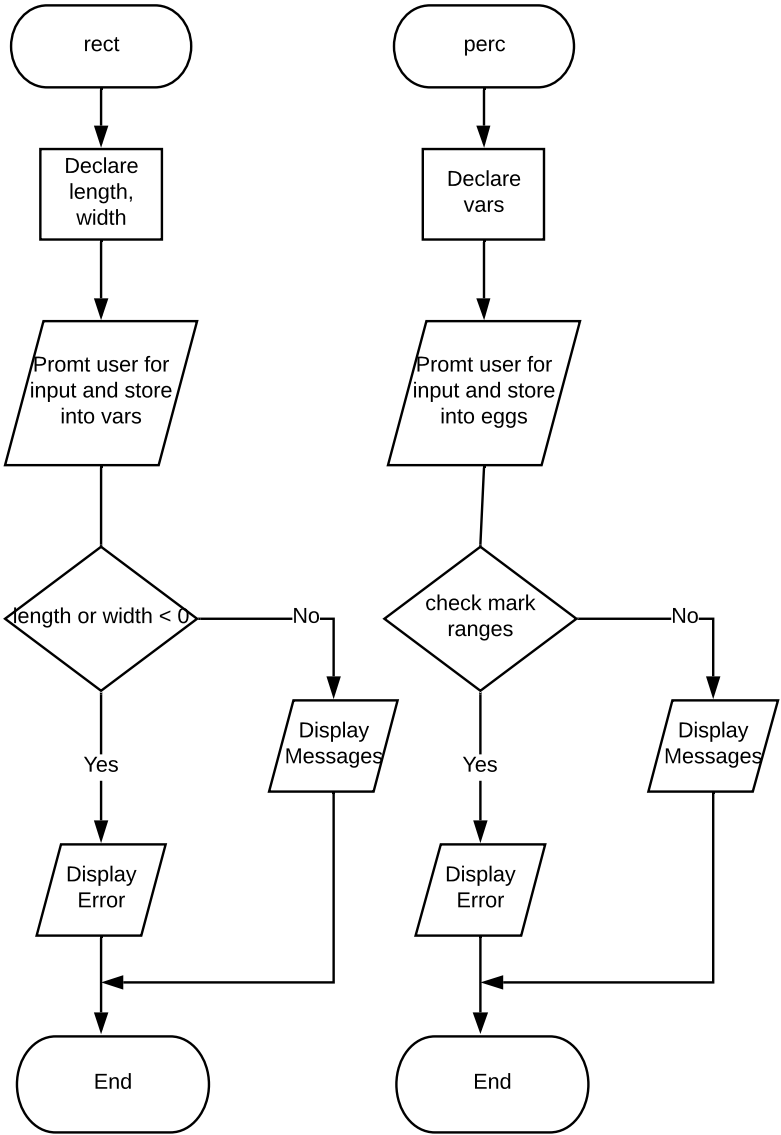 rect
Declare
length,
width
Promt user for
input and store
into vars
length or width < 0
No
Display
Messages
Yes
Display
Error
End
perc
Declare
vars
Promt user for
input and store
into eggs
check mark
ranges
No
Display
Messages
Yes
Display
Error
End